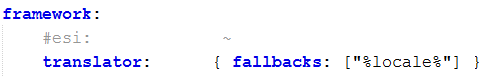 framework:
    #esi:             ~
    translator:      { fallbacks: ["%locale%"] }